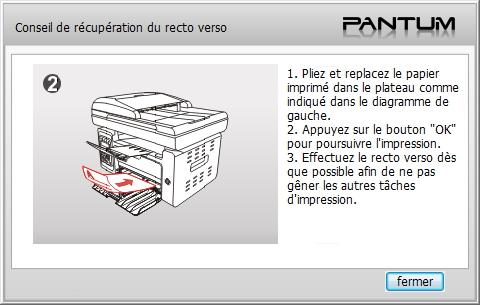 Conseil de récupération du recto verso
PANTUM
2
1. Pliez et replacez le papier
imprimé dans le plateau comme
indiqué dans le diagramme de
gauche.
2. Appuyez sur le bouton "OK"
pour poursuivre l'impression.
3. Effectuez le recto verso dès
que possible afin de ne pas
gêner les autres tâches
d'impression.
fermer